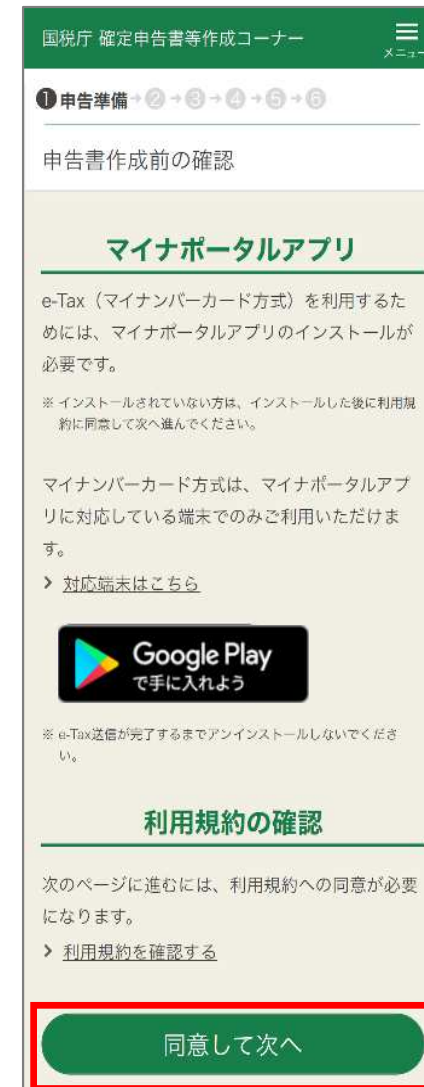 国税庁 確定申告書等作成コーナー
メニュー
❶申告準備→②→③→④→⑤→⑥
申告書作成前の確認
マイナポータルアプリ
e-Tax(マイナンバーカード方式)を利用するた
めには、マイナポータルアプリのインストールが
必要です。
※ インストールされていない方は、インストールした後に利用規
約に同意して次へ進んでください。
マイナンバーカード方式は、マイナポータルアプ
リに対応している端末でのみご利用いただけま
す。
> 対応端末はこちら
Google Play
で手に入れよう
※ e-Tax送信が完了するまでアンインストールしないでくださ
い。
利用規約の確認
次のページに進むには、利用規約への同意が必要
になります。
> 利用規約を確認する
同意して次へ